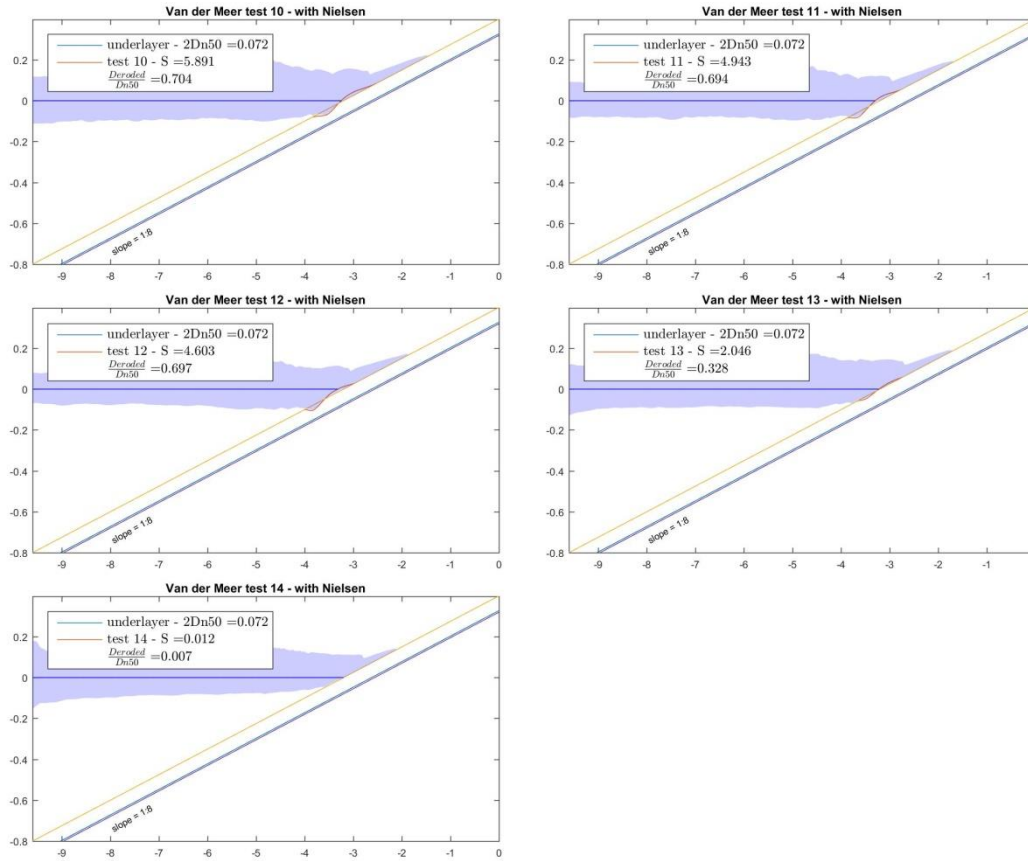 Van der Meer test 10 - with Nielsen
underlayer - 2Dn50 =0.072
test 10 - S =5.891
Deroded/Dn50 =0.704
0.2
0
-0.2
-0.4
-0.6
-0.8
slope = 1:8
-9 -8 -7 -6 -5 -4 -3 -2 -1 0
Van der Meer test 11 - with Nielsen
underlayer - 2Dn50 =0.072
test 11 - S =4.943
Deroded/Dn50 =0.694
0.2
0
-0.2
-0.4
-0.6
-0.8
slope = 1:8
-9 -8 -7 -6 -5 -4 -3 -2 -1 0
Van der Meer test 12 - with Nielsen
underlayer - 2Dn50 =0.072
test 12 - S =4.603
Deroded/Dn50 =0.697
0.2
0
-0.2
-0.4
-0.6
-0.8
slope = 1:8
-9 -8 -7 -6 -5 -4 -3 -2 -1 0
Van der Meer test 13 - with Nielsen
underlayer - 2Dn50 =0.072
test 13 - S =2.046
Deroded/Dn50 =0.328
0.2
0
-0.2
-0.4
-0.6
-0.8
slope = 1:8
-9 -8 -7 -6 -5 -4 -3 -2 -1 0
Van der Meer test 14 - with Nielsen
underlayer - 2Dn50 =0.072
test 14 - S =0.012
Deroded/Dn50 =0.007
0.2
0
-0.2
-0.4
-0.6
-0.8
slope = 1:8
-9 -8 -7 -6 -5 -4 -3 -2 -1 0